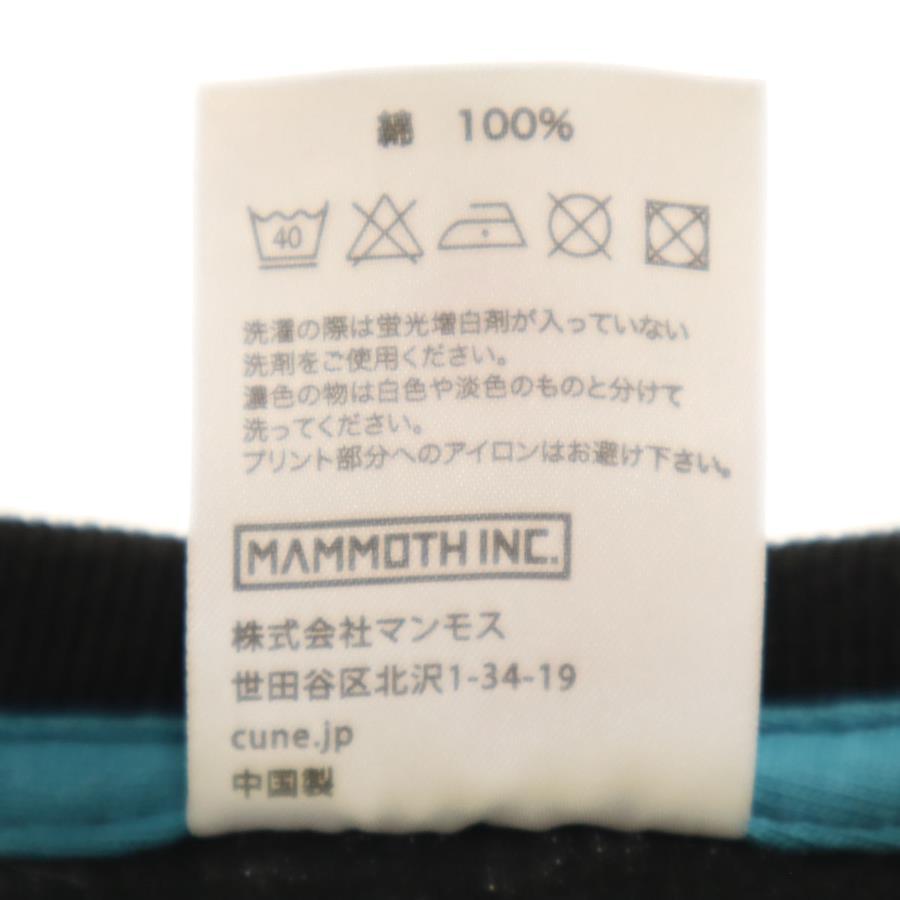 綿 100%
40
洗濯の際は蛍光増白剤が入っていない
洗剤をご使用ください。
濃色の物は白色や淡色のものと分けて
洗ってください。
プリント部分へのアイロンはお避け下さい。
MAMMOTH INC.
株式会社マンモス
世田谷区北沢1-34-19
cune.jp
中国製